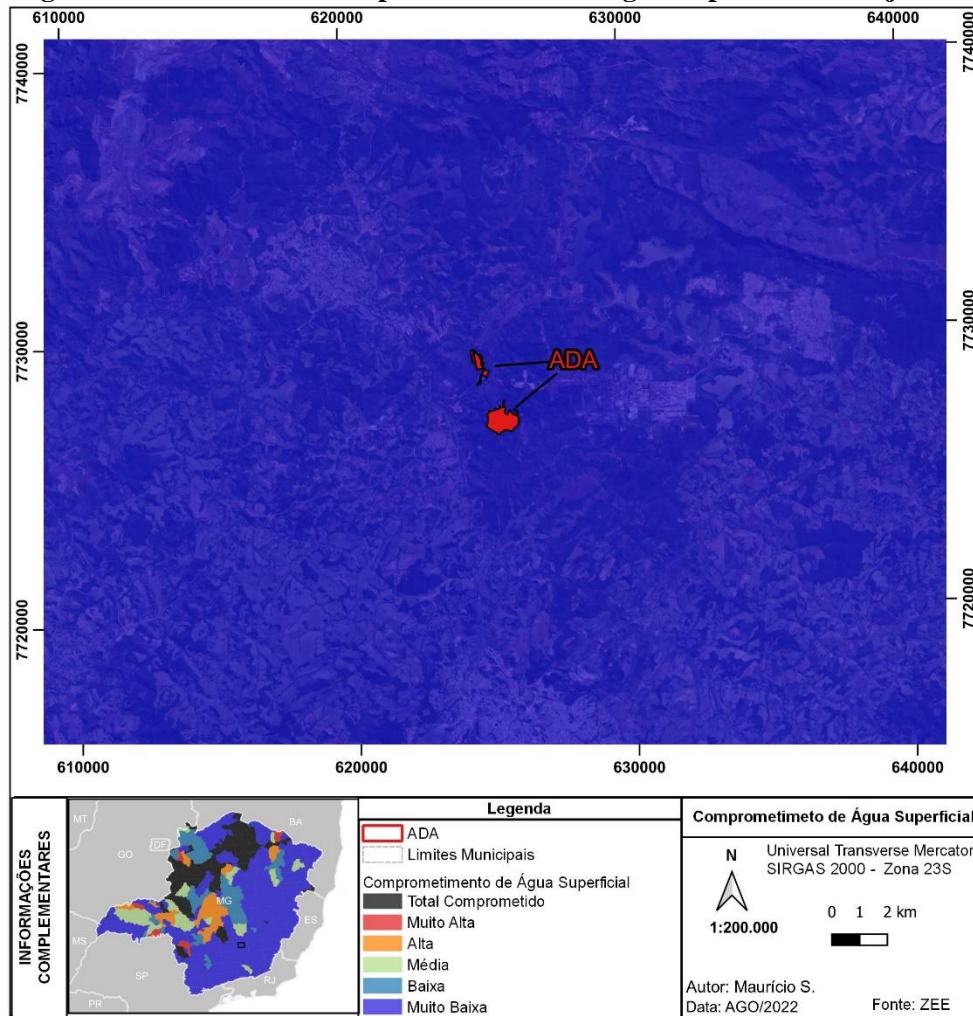 610000 620000 630000 640000
7740000
7740000
ADA
7730000
7730000
7720000
7720000
610000 620000 630000 640000
INFORMAÇÕES
COMPLEMENTARES
MT
GO
DF
BA
MG
ES
MS
SP
RJ
PR
Legenda
ADA
Limites Municipais
Comprometimento de Água Superficial
Total Comprometido
Muito Alta
Alta
Média
Baixa
Muito Baixa
Comprometimeto de Água Superficial
N
Universal Transverse Mercator
SIRGAS 2000 - Zona 23S
1:200.000
0 1 2 km
Autor: Maurício S.
Data: AGO/2022
Fonte: ZEE